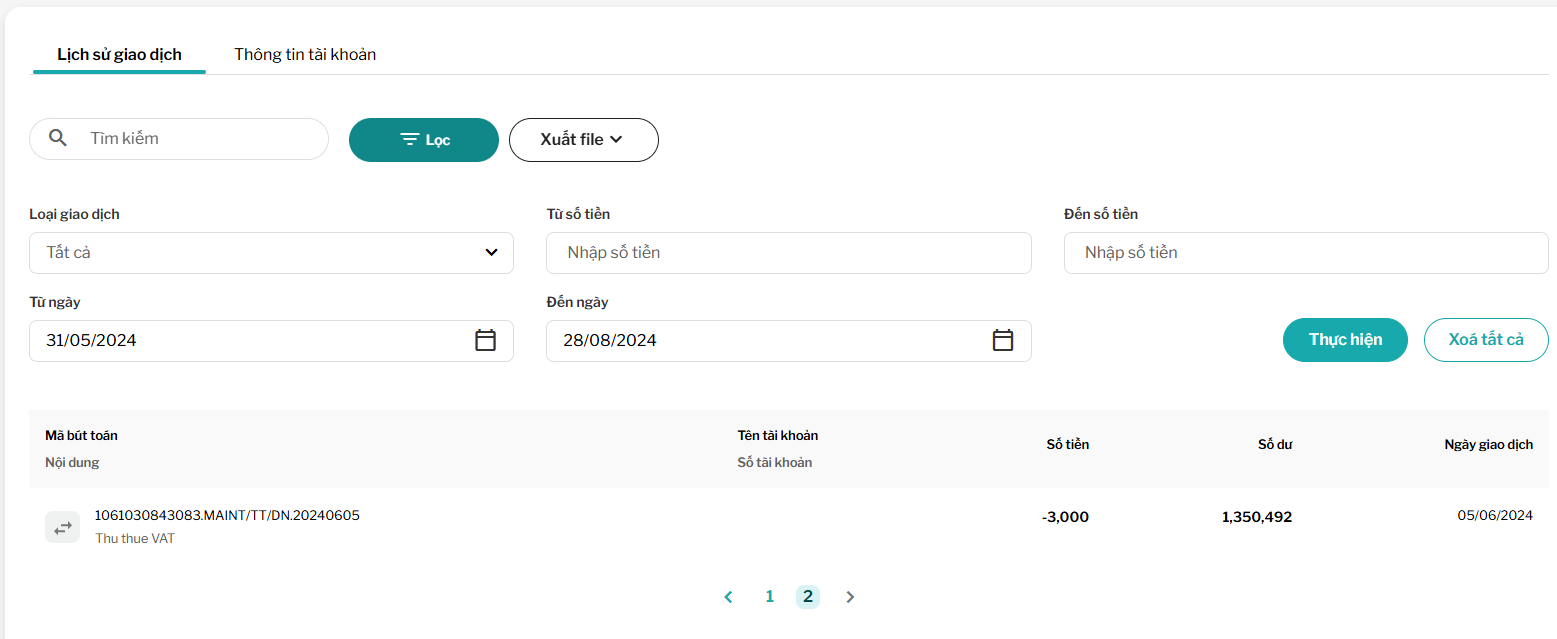 Lịch sử giao dịch Thông tin tài khoản
Tìm kiếm Lọc Xuất file
Loại giao dịch Từ số tiền Đến số tiền
Tất cả Nhập số tiền Nhập số tiền
Từ ngày Đến ngày
31/05/2024 28/08/2024 Thực hiện Xoá tất cả
Mã bút toán Tên tài khoản Số tiền Số dư Ngày giao dịch
Nội dung Số tài khoản
1061030843083.MAINT/TT/DN.20240605 -3,000 1,350,492 05/06/2024
Thu thue VAT
1 2